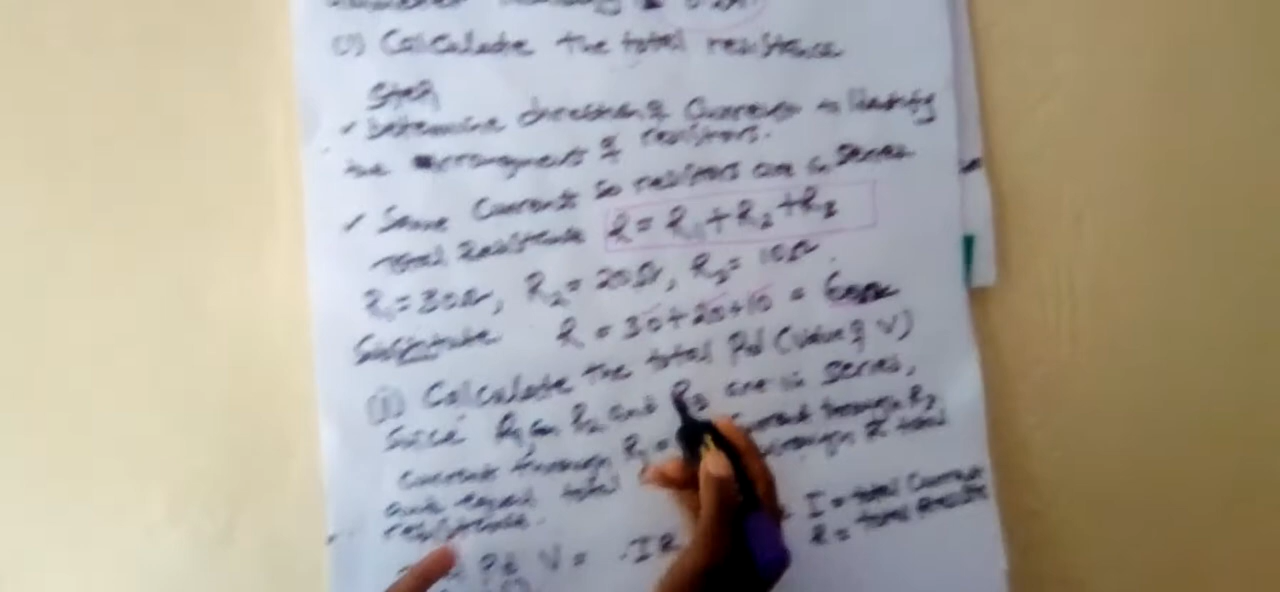 (i) Calculate the total resistance
Step
✓ Determine direction of Current to Identify
the arrangement of resistors.
✓ Same Current so resistors are in series
Total Resistance R = R₁ + R₂ + R₃
R₁ = 30Ω, R₂ = 20Ω, R₃ = 10Ω.
Substitute R = 30 + 20 + 10 = 60Ω
(ii) Calculate the total Pd (Value of V)
Since R₁, R₂ and R₃ are in series,
Current through R₁ = Current through R₃
and equal total through R total
resistance.
Pd V = IR I = total Current
R = total